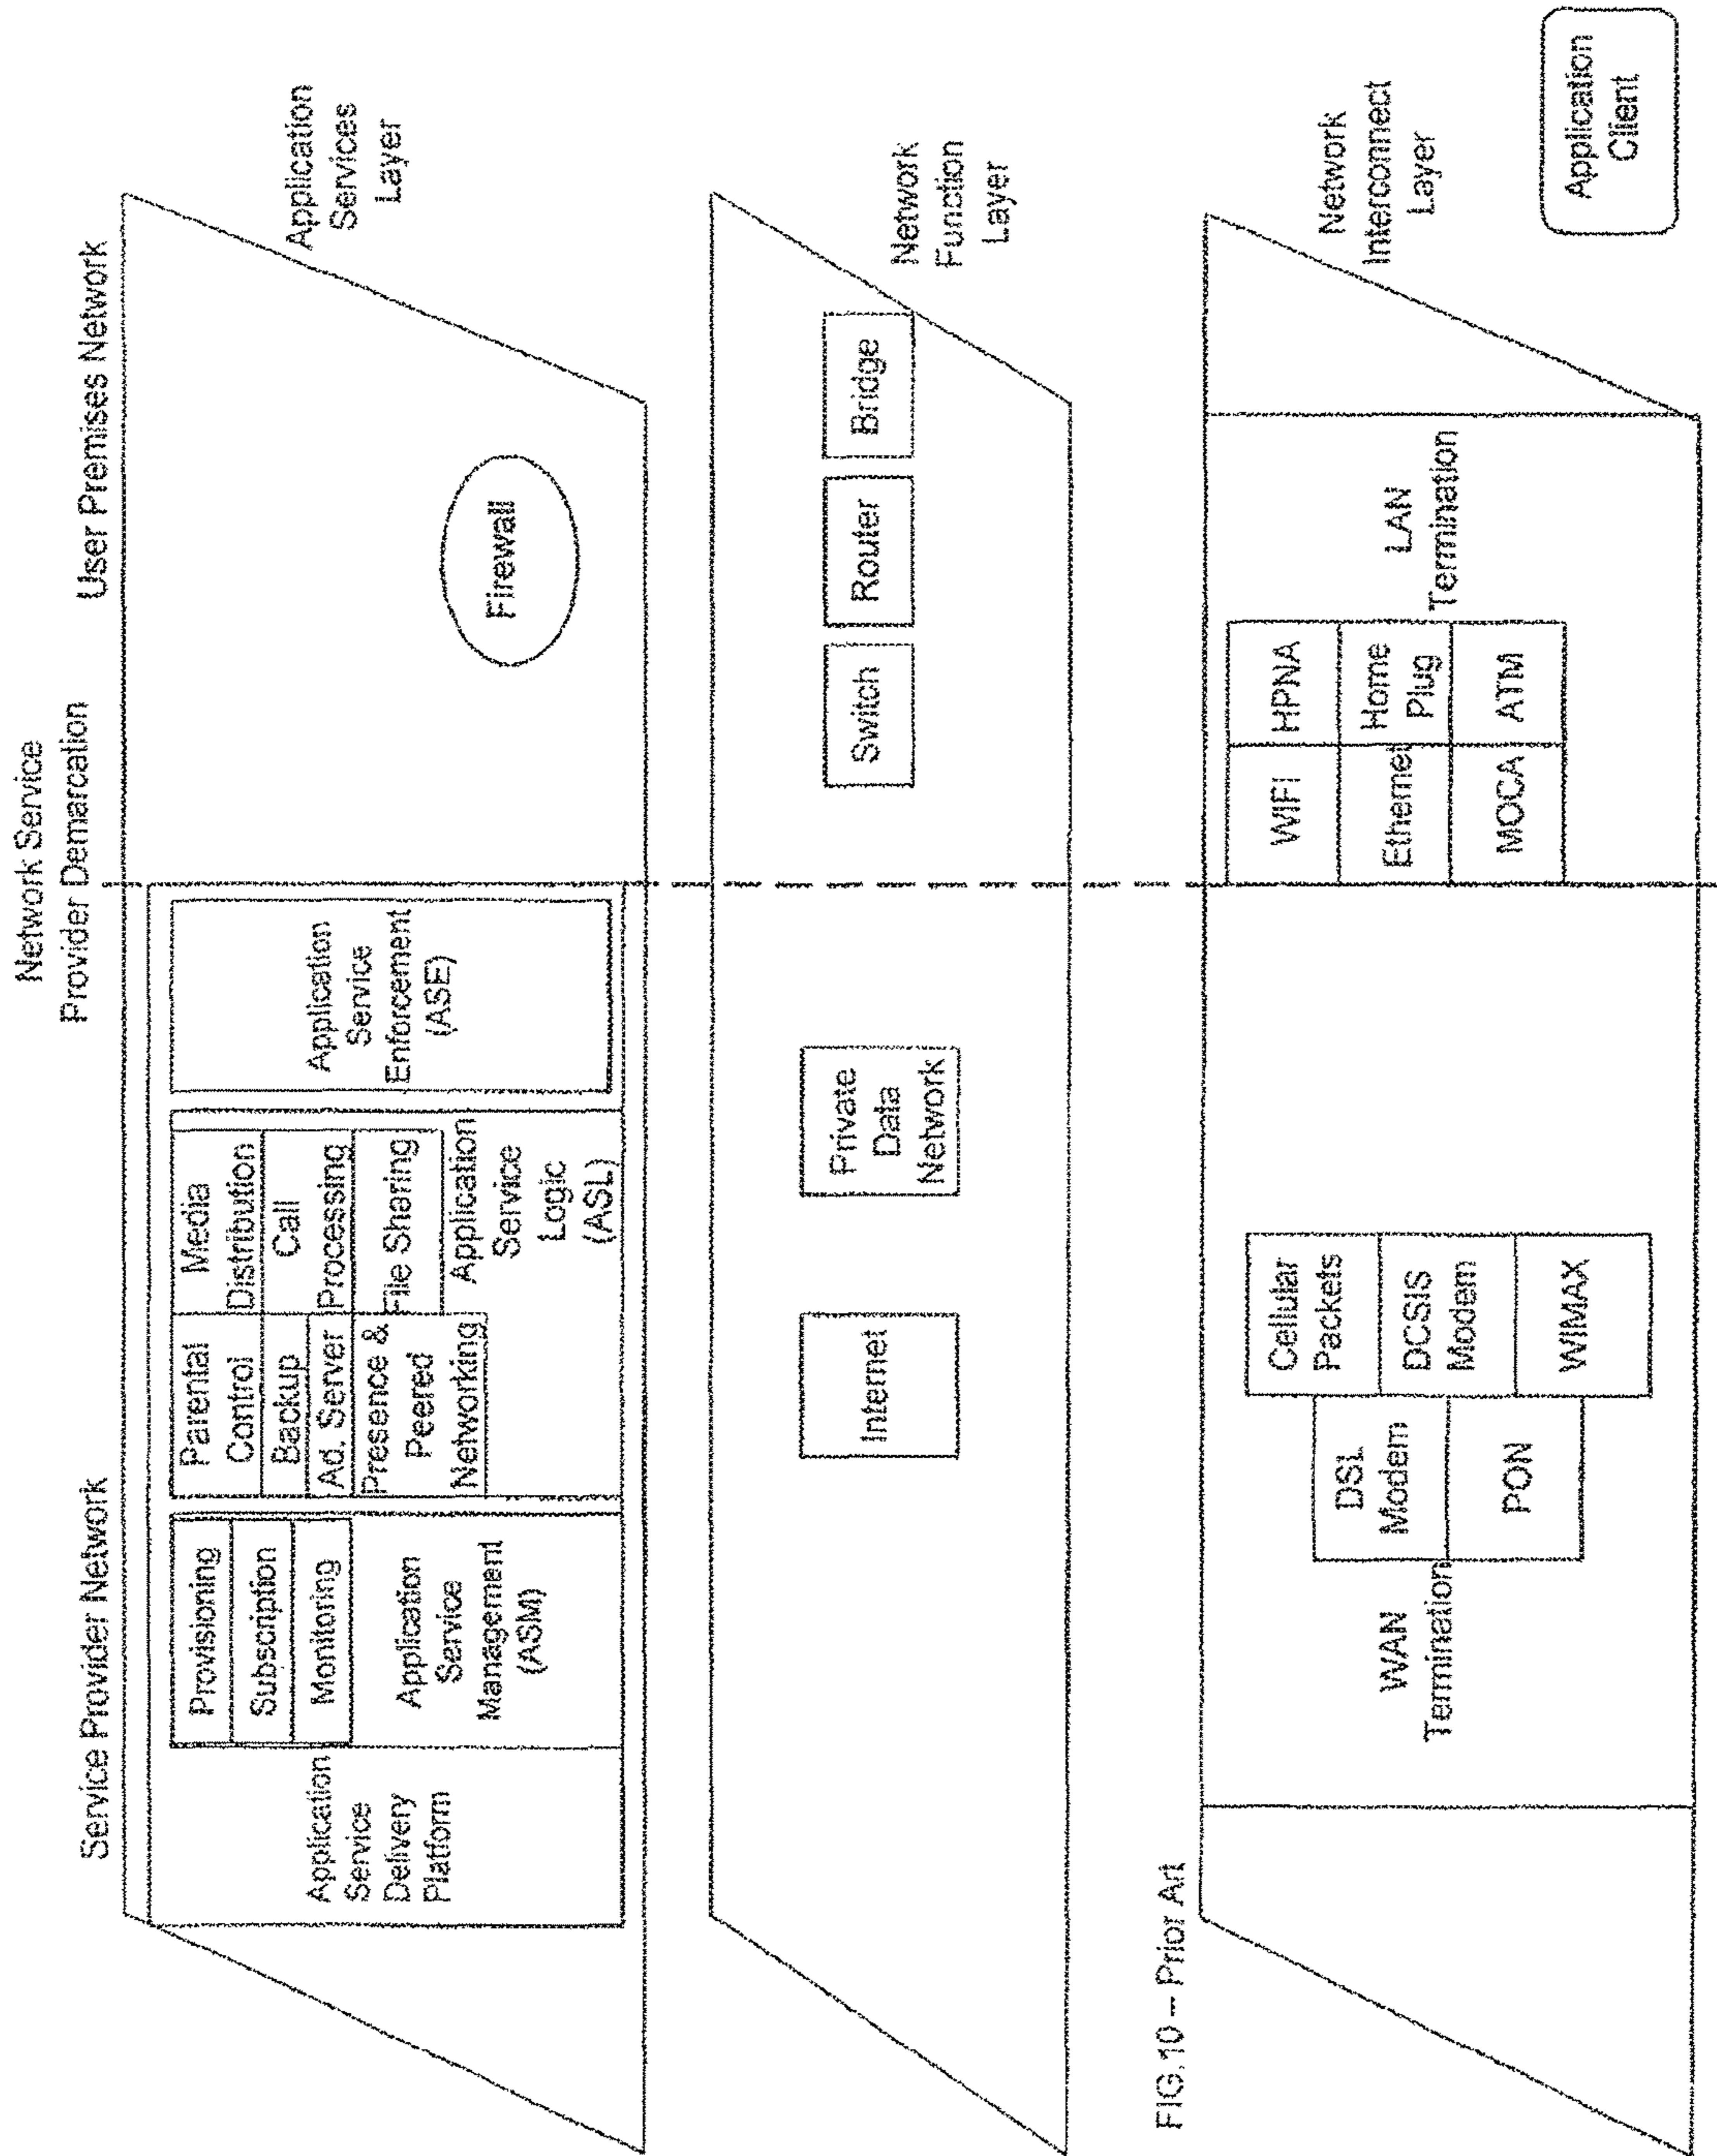 Network Service
Provider Demarcation
Service Provider Network
User Premises Network
Application
Services
Layer
Application
Service
Delivery
Platform
Provisioning
Subscription
Monitoring
Application
Service
Management
(ASM)
Parental
Control
Backup
Ad. Server
Presence &
Peered
Networking
Media
Distribution
Call
Processing
File Sharing
Application
Service
Logic
(ASL)
Application
Service
Enforcement
(ASE)
Firewall
Network
Function
Layer
Internet
Private
Data
Network
Switch
Router
Bridge
FIG.10 – Prior Art
Network
Interconnect
Layer
WAN
Termination
DSL
Modem
PON
Cellular
Packets
DCSIS
Modem
WIMAX
WIFI
HPNA
Ethernet
Home
Plug
MOCA
ATM
LAN
Termination
Application
Client